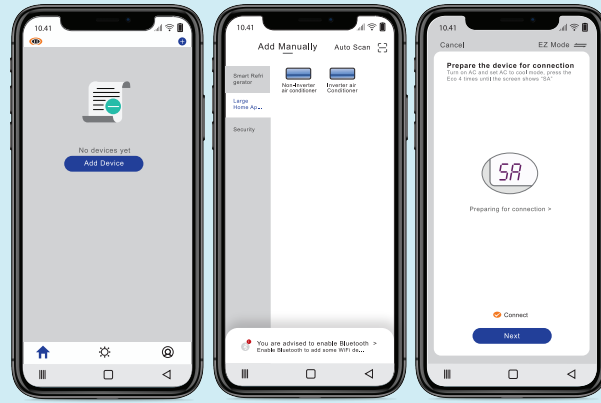 10.41
No devices yet
Add Device
10.41
Add Manually Auto Scan
Smart Refri
gerator
Large
Home Ap...
Security
Non-Inverter
air conditioner
Inverter air
Conditioner
You are advised to enable Bluetooth >
Enable Bluetooth to add some WiFi de...
10.41
Cancel EZ Mode
Prepare the device for connection
Turn on AC and set AC to cool mode, press the
Eco 4 times until the screen shows "SA"
SA
Preparing for connection >
Connect
Next